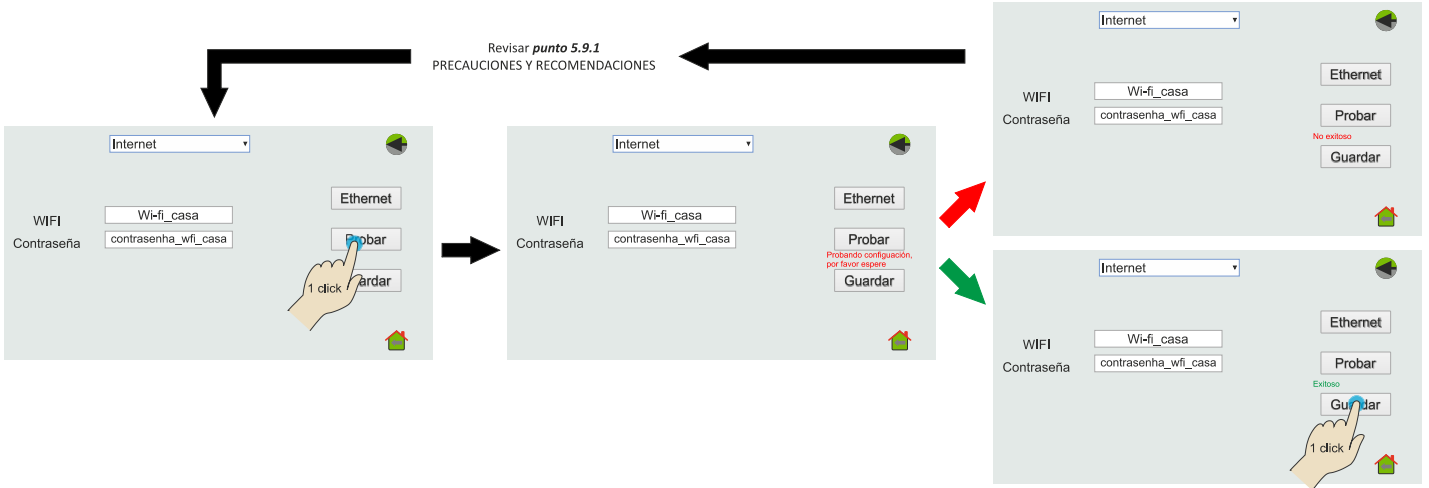 Revisar punto 5.9.1
PRECAUCIONES Y RECOMENDACIONES
Internet
Ethernet
WIFI
Wi-fi_casa
Contraseña
contrasenha_wfi_casa
Probar
Guardar
1 click
Internet
Ethernet
WIFI
Wi-fi_casa
Contraseña
contrasenha_wfi_casa
Probar
Probando configuación,
por favor espere
Guardar
Internet
Ethernet
WIFI
Wi-fi_casa
Contraseña
contrasenha_wfi_casa
Probar
No exitoso
Guardar
Internet
Ethernet
WIFI
Wi-fi_casa
Contraseña
contrasenha_wfi_casa
Probar
Exitoso
Guardar
1 click